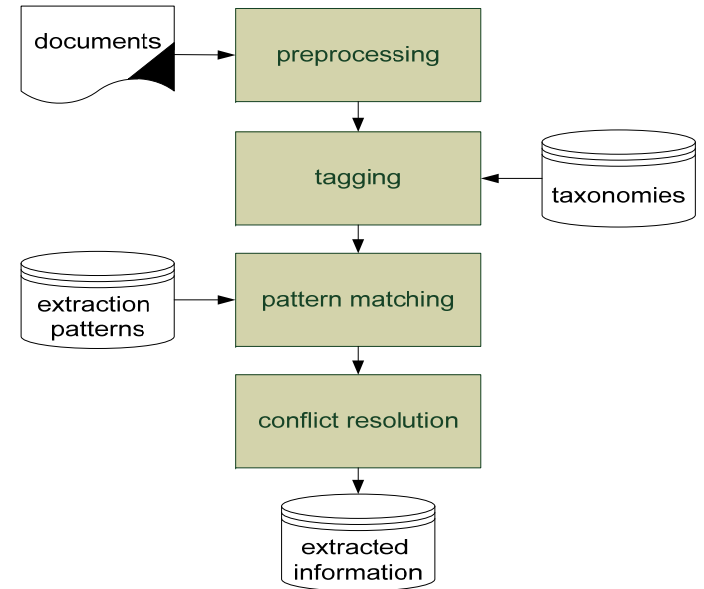 documents
preprocessing
tagging
taxonomies
extraction
patterns
pattern matching
conflict resolution
extracted
information